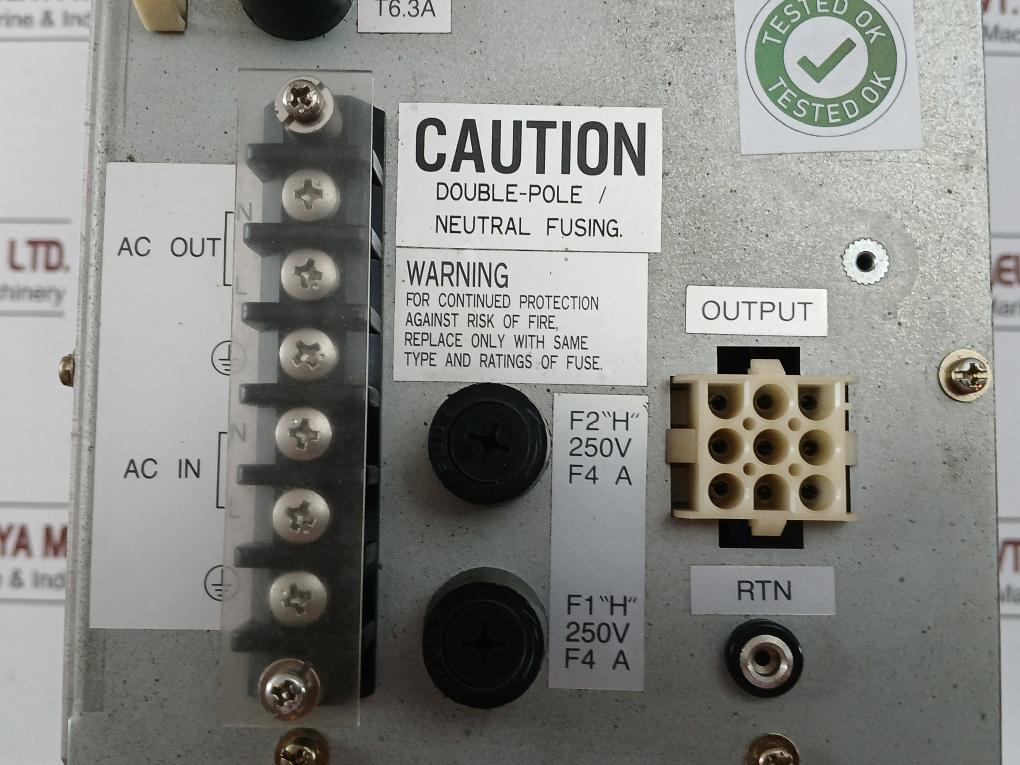 T6.3A
TESTED OK
TESTED OK
CAUTION
DOUBLE-POLE /
NEUTRAL FUSING.
WARNING
FOR CONTINUED PROTECTION
AGAINST RISK OF FIRE,
REPLACE ONLY WITH SAME
TYPE AND RATINGS OF FUSE.
N
AC OUT
L
N
AC IN
L
OUTPUT
F2"H"
250V
F4 A
F1"H"
250V
F4 A
RTN
LTD.
YA M
e & Ind